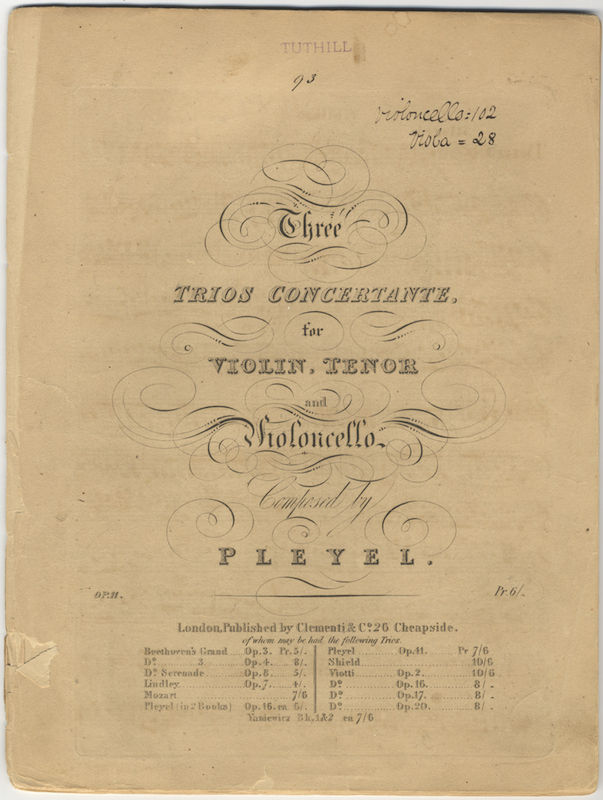 TUTHILL
93
Violoncello=102
Viola = 28
Three
TRIOS CONCERTANTE,
for
VIOLIN, TENOR
and
Violoncello.
Composed by
PLEYEL.
OP.11.
Pr. 6/.
London, Published by Clementi & Co. 26 Cheapside.
of whom may be had the following Trios.
Beethoven's Grand ... Op. 3. Pr. 5/.
Do. 3 ... Op. 4. 8/.
Do. Serenade ... Op. 8. 5/.
Lindley ... Op. 7. 4/.
Mozart ... 7/6
Pleyel (in 2 Books) Op. 16. ea 6/.
Pleyel ... Op. 11. Pr 7/6
Shield ... 10/6
Viotti ... Op. 2. 10/6
Do. ... Op. 16. 8/-
Do. ... Op. 17. 8/-
Do. ... Op. 20. 8/-
Yaniewicz Bk. 1&2 ea 7/6